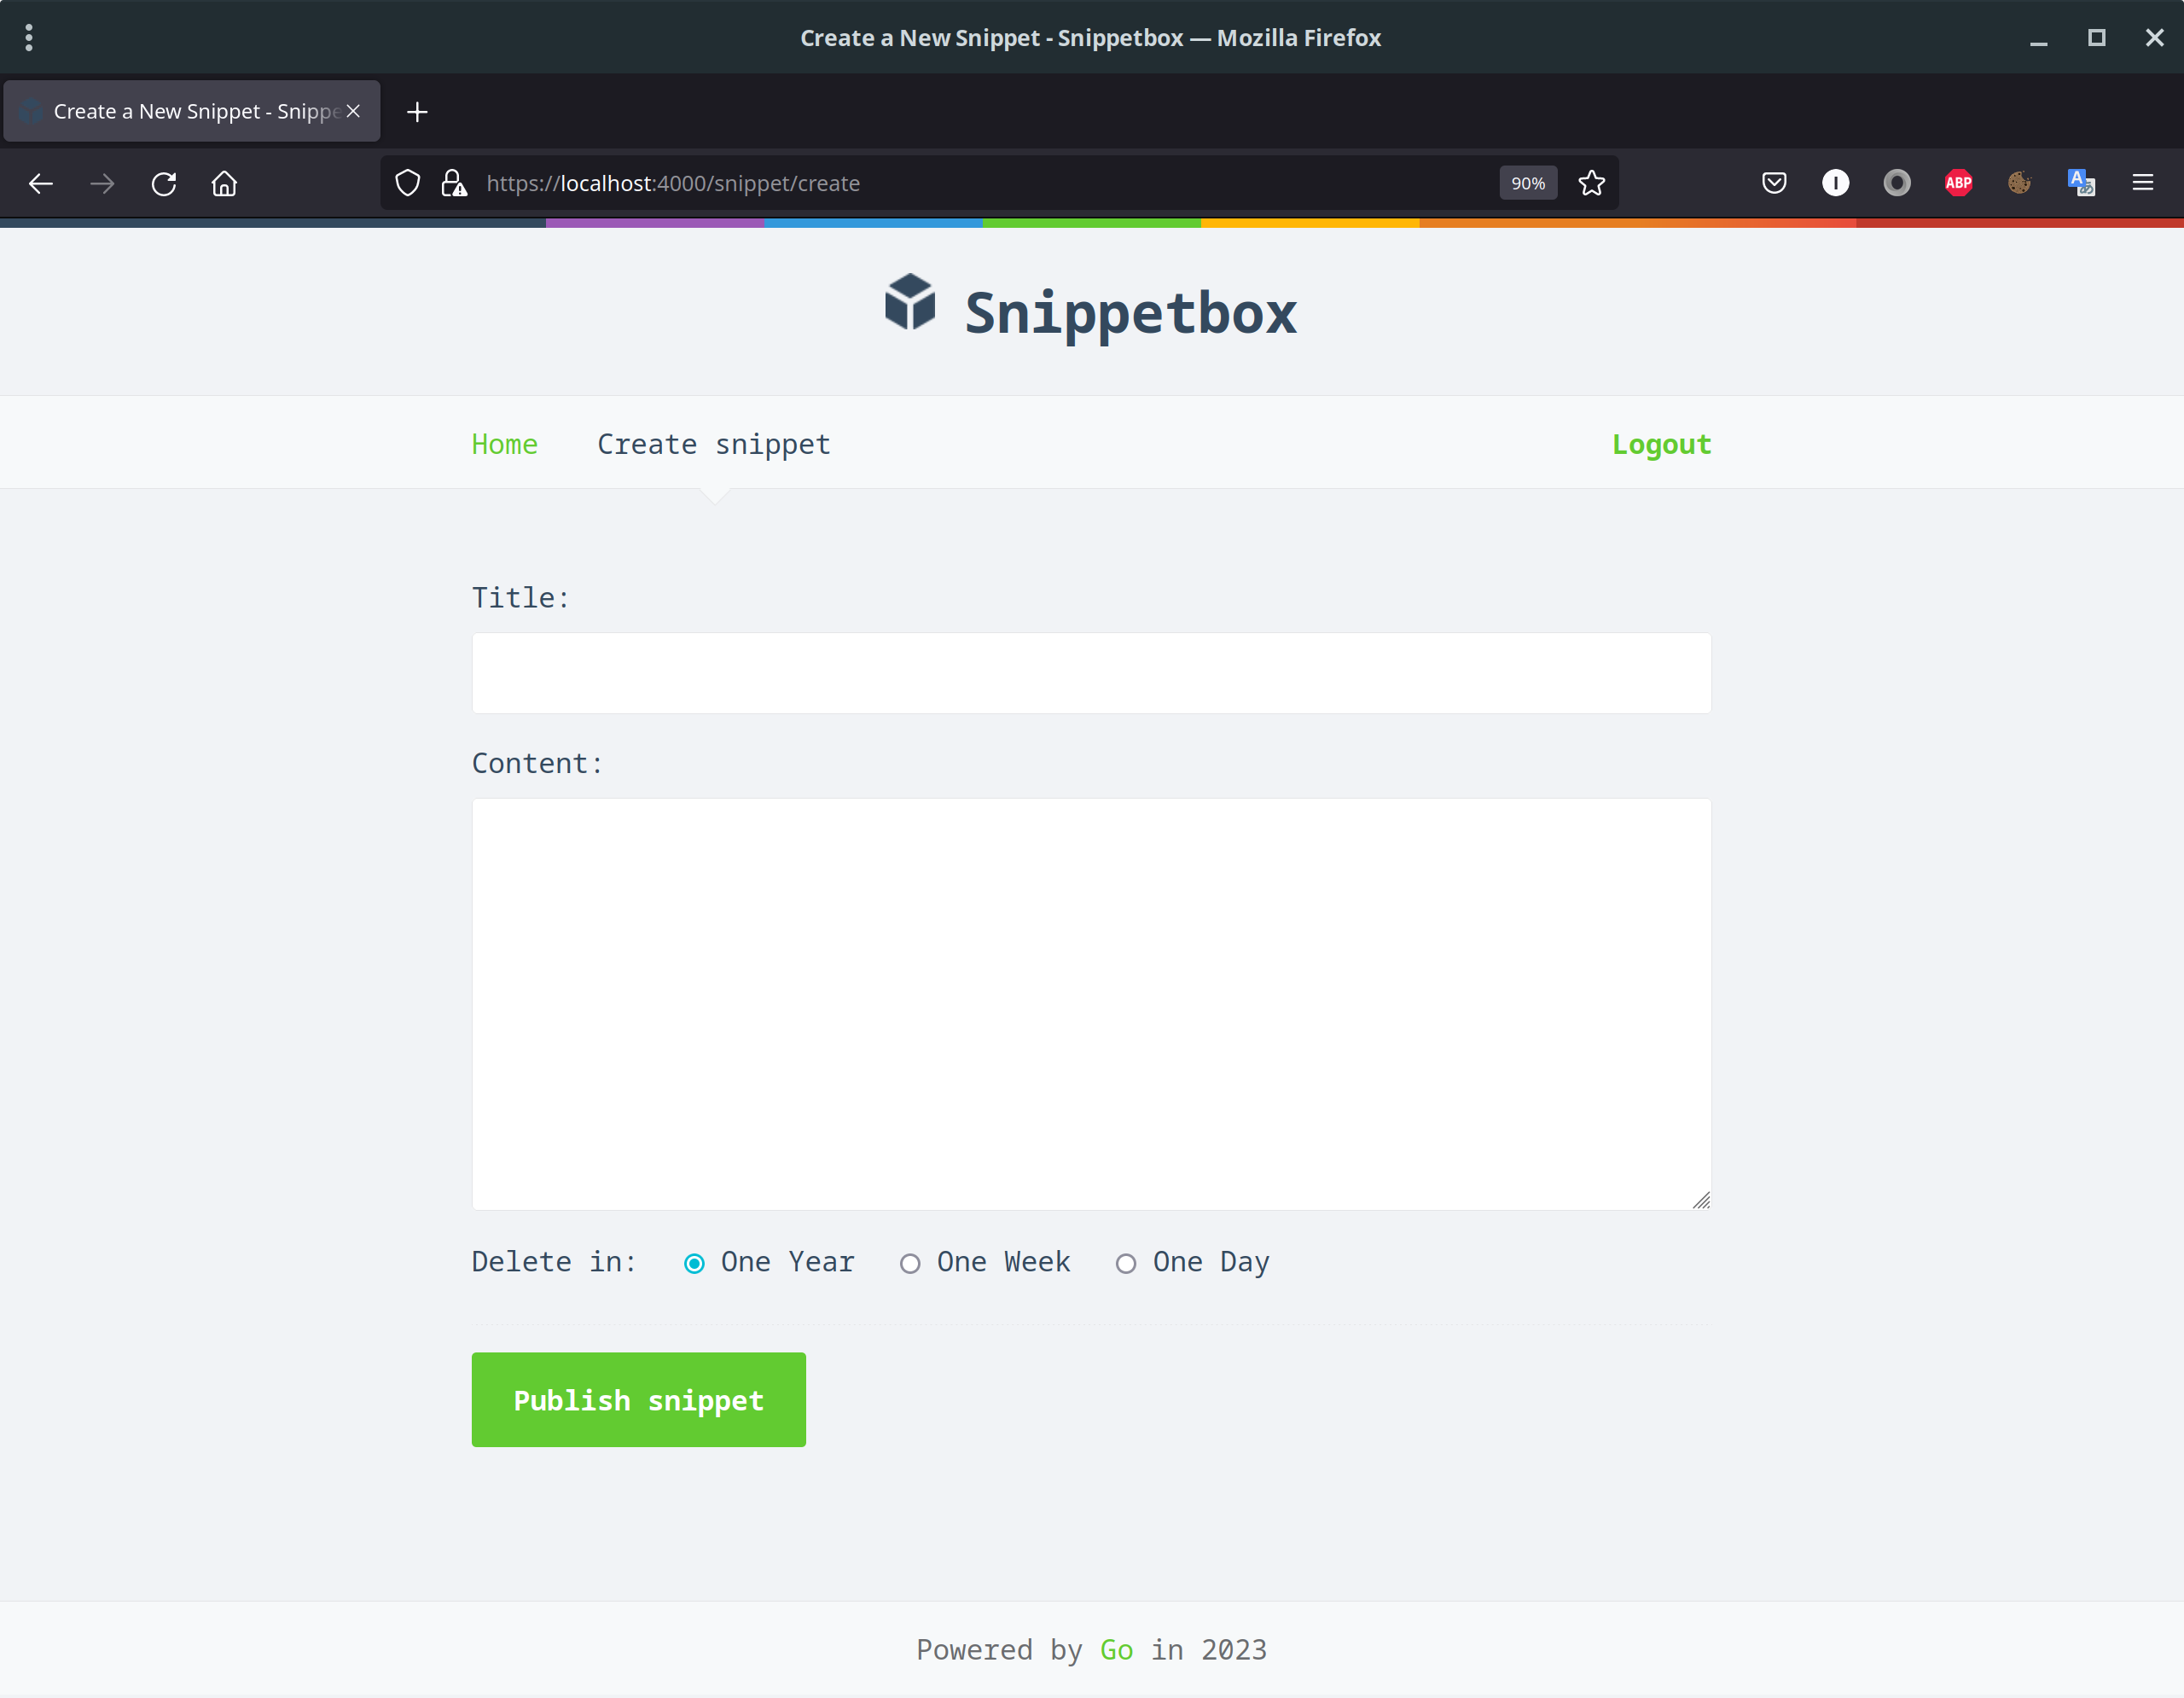 Create a New Snippet - Snippetbox — Mozilla Firefox
Create a New Snippet - Snippe
https://localhost:4000/snippet/create
90%
I
ABP
A
あ
Snippetbox
Home Create snippet Logout
Title:
Content:
Delete in: One Year One Week One Day
Publish snippet
Powered by Go in 2023